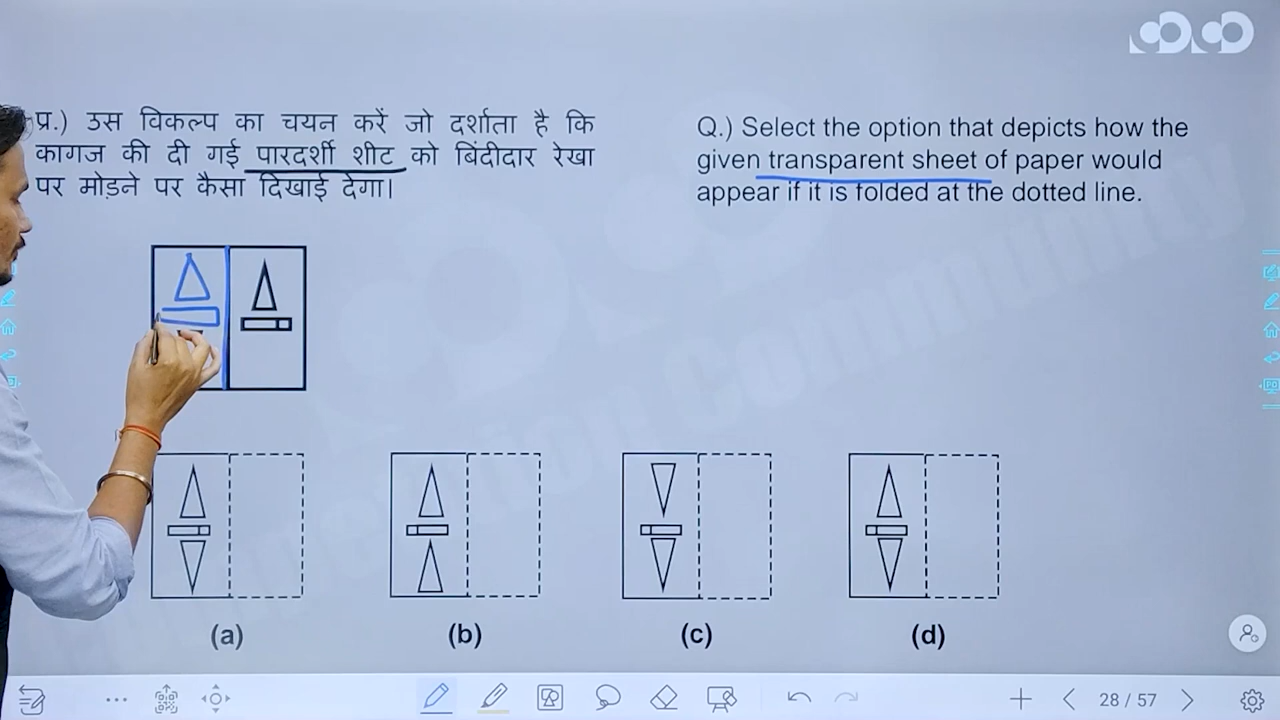 प्र.) उस विकल्प का चयन करें जो दर्शाता है कि
कागज की दी गई पारदर्शी शीट को बिंदीदार रेखा
पर मोड़ने पर कैसा दिखाई देगा।
Q.) Select the option that depicts how the
given transparent sheet of paper would
appear if it is folded at the dotted line.
(a)
(b)
(c)
(d)
28 / 57